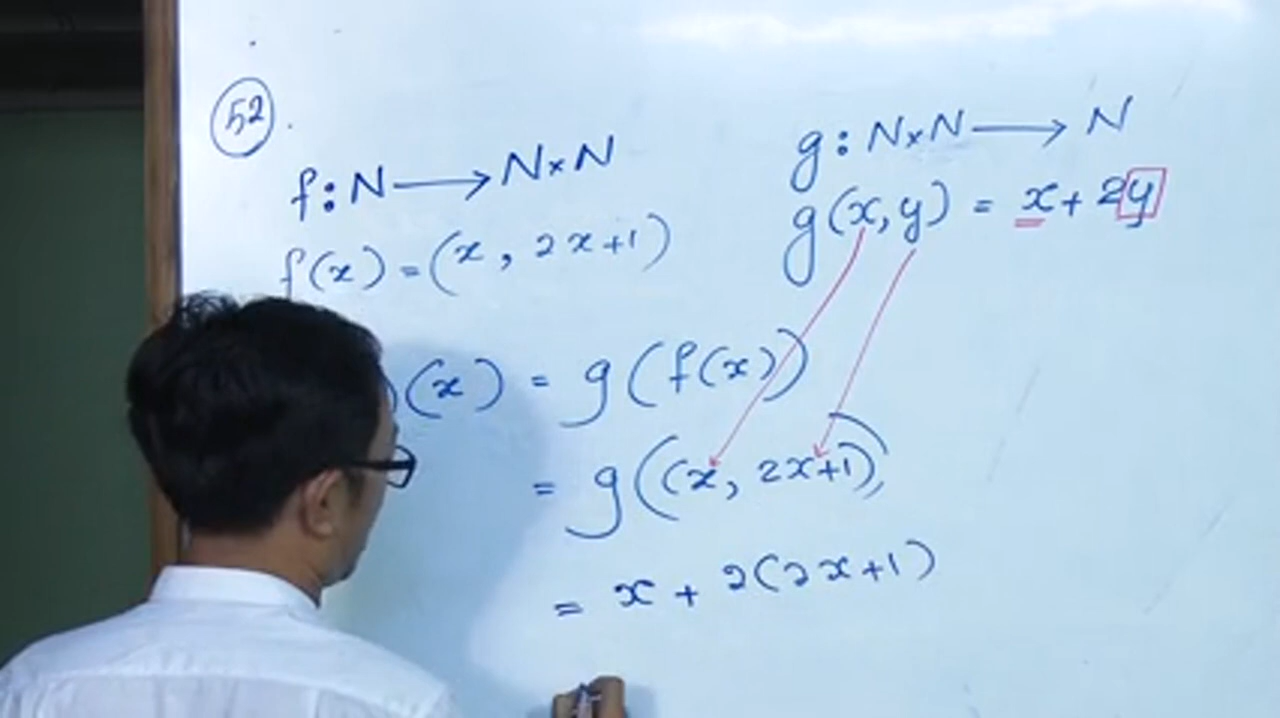 52.
f : N ⟶ N×N
f(x) = (x, 2x+1)
g : N×N ⟶ N
g(x, y) = x + 2y
)(x) = g(f(x))
= g((x, 2x+1))
= x + 2(2x+1)